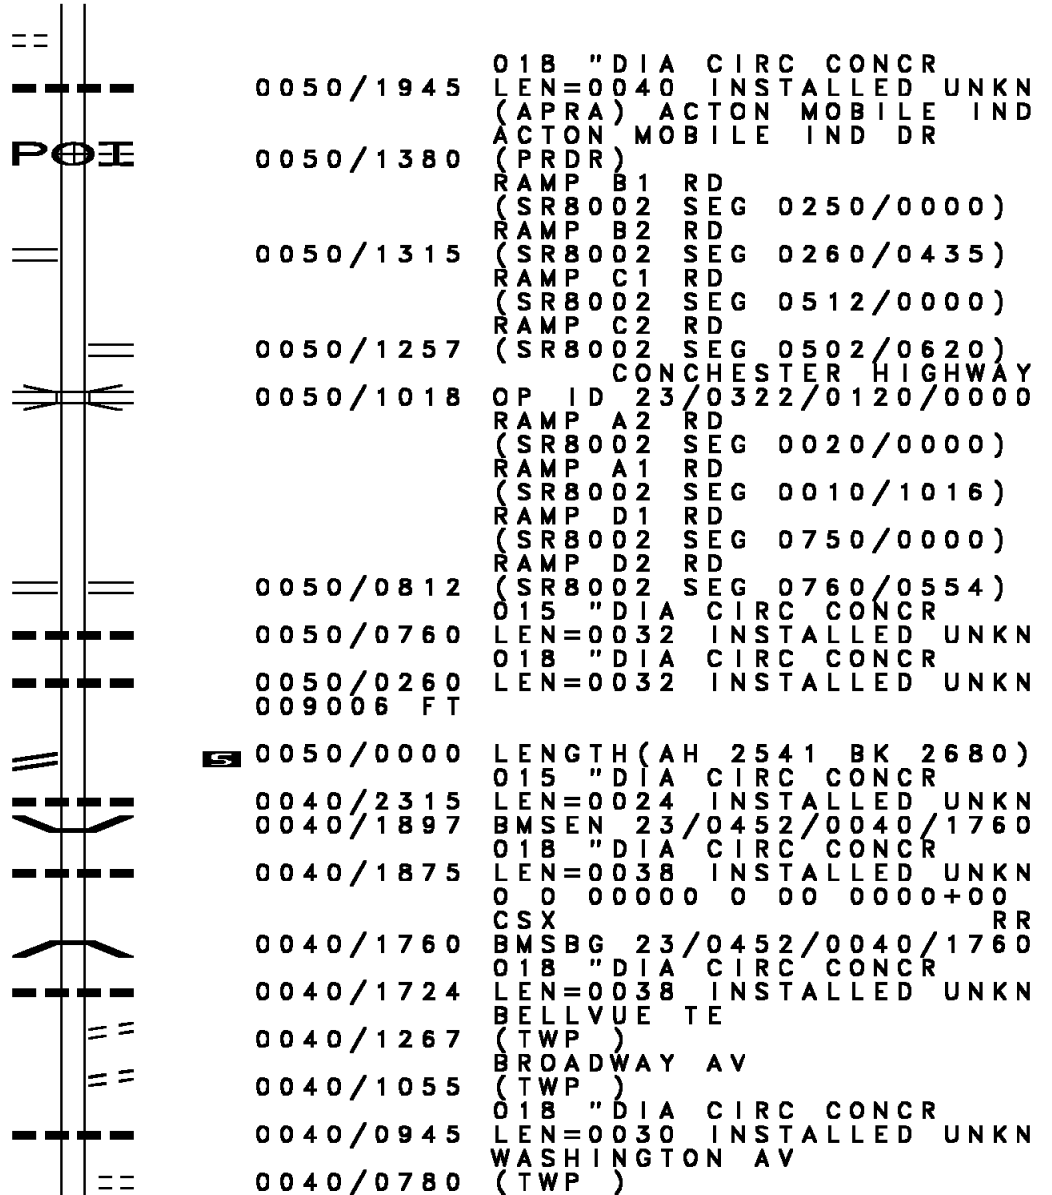 018 "DIA CIRC CONCR
0050/1945 LEN=0040 INSTALLED UNKN
(APRA) ACTON MOBILE IND
ACTON MOBILE IND DR
POI 0050/1380 (PRDR)
RAMP B1 RD
(SR8002 SEG 0250/0000)
RAMP B2 RD
0050/1315 (SR8002 SEG 0260/0435)
RAMP C1 RD
(SR8002 SEG 0512/0000)
RAMP C2 RD
0050/1257 (SR8002 SEG 0502/0620)
CONCHESTER HIGHWAY
0050/1018 OP ID 23/0322/0120/0000
RAMP A2 RD
(SR8002 SEG 0020/0000)
RAMP A1 RD
(SR8002 SEG 0010/1016)
RAMP D1 RD
(SR8002 SEG 0750/0000)
RAMP D2 RD
0050/0812 (SR8002 SEG 0760/0554)
015 "DIA CIRC CONCR
0050/0760 LEN=0032 INSTALLED UNKN
018 "DIA CIRC CONCR
0050/0260 LEN=0032 INSTALLED UNKN
009006 FT
S 0050/0000 LENGTH(AH 2541 BK 2680)
015 "DIA CIRC CONCR
0040/2315 LEN=0024 INSTALLED UNKN
0040/1897 BMSEN 23/0452/0040/1760
018 "DIA CIRC CONCR
0040/1875 LEN=0038 INSTALLED UNKN
0 0 00000 0 00 0000+00
CSX RR
0040/1760 BMSBG 23/0452/0040/1760
018 "DIA CIRC CONCR
0040/1724 LEN=0038 INSTALLED UNKN
BELLVUE TE
0040/1267 (TWP )
BROADWAY AV
0040/1055 (TWP )
018 "DIA CIRC CONCR
0040/0945 LEN=0030 INSTALLED UNKN
WASHINGTON AV
0040/0780 (TWP )